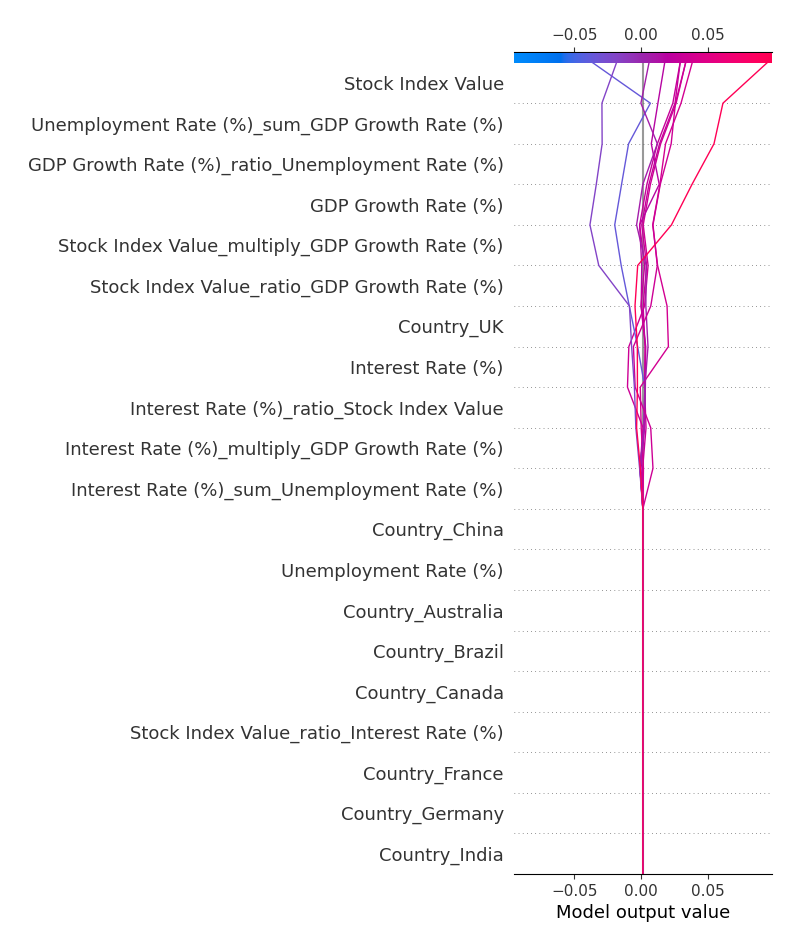 −0.05 0.00 0.05
Stock Index Value
Unemployment Rate (%)_sum_GDP Growth Rate (%)
GDP Growth Rate (%)_ratio_Unemployment Rate (%)
GDP Growth Rate (%)
Stock Index Value_multiply_GDP Growth Rate (%)
Stock Index Value_ratio_GDP Growth Rate (%)
Country_UK
Interest Rate (%)
Interest Rate (%)_ratio_Stock Index Value
Interest Rate (%)_multiply_GDP Growth Rate (%)
Interest Rate (%)_sum_Unemployment Rate (%)
Country_China
Unemployment Rate (%)
Country_Australia
Country_Brazil
Country_Canada
Stock Index Value_ratio_Interest Rate (%)
Country_France
Country_Germany
Country_India
−0.05 0.00 0.05
Model output value